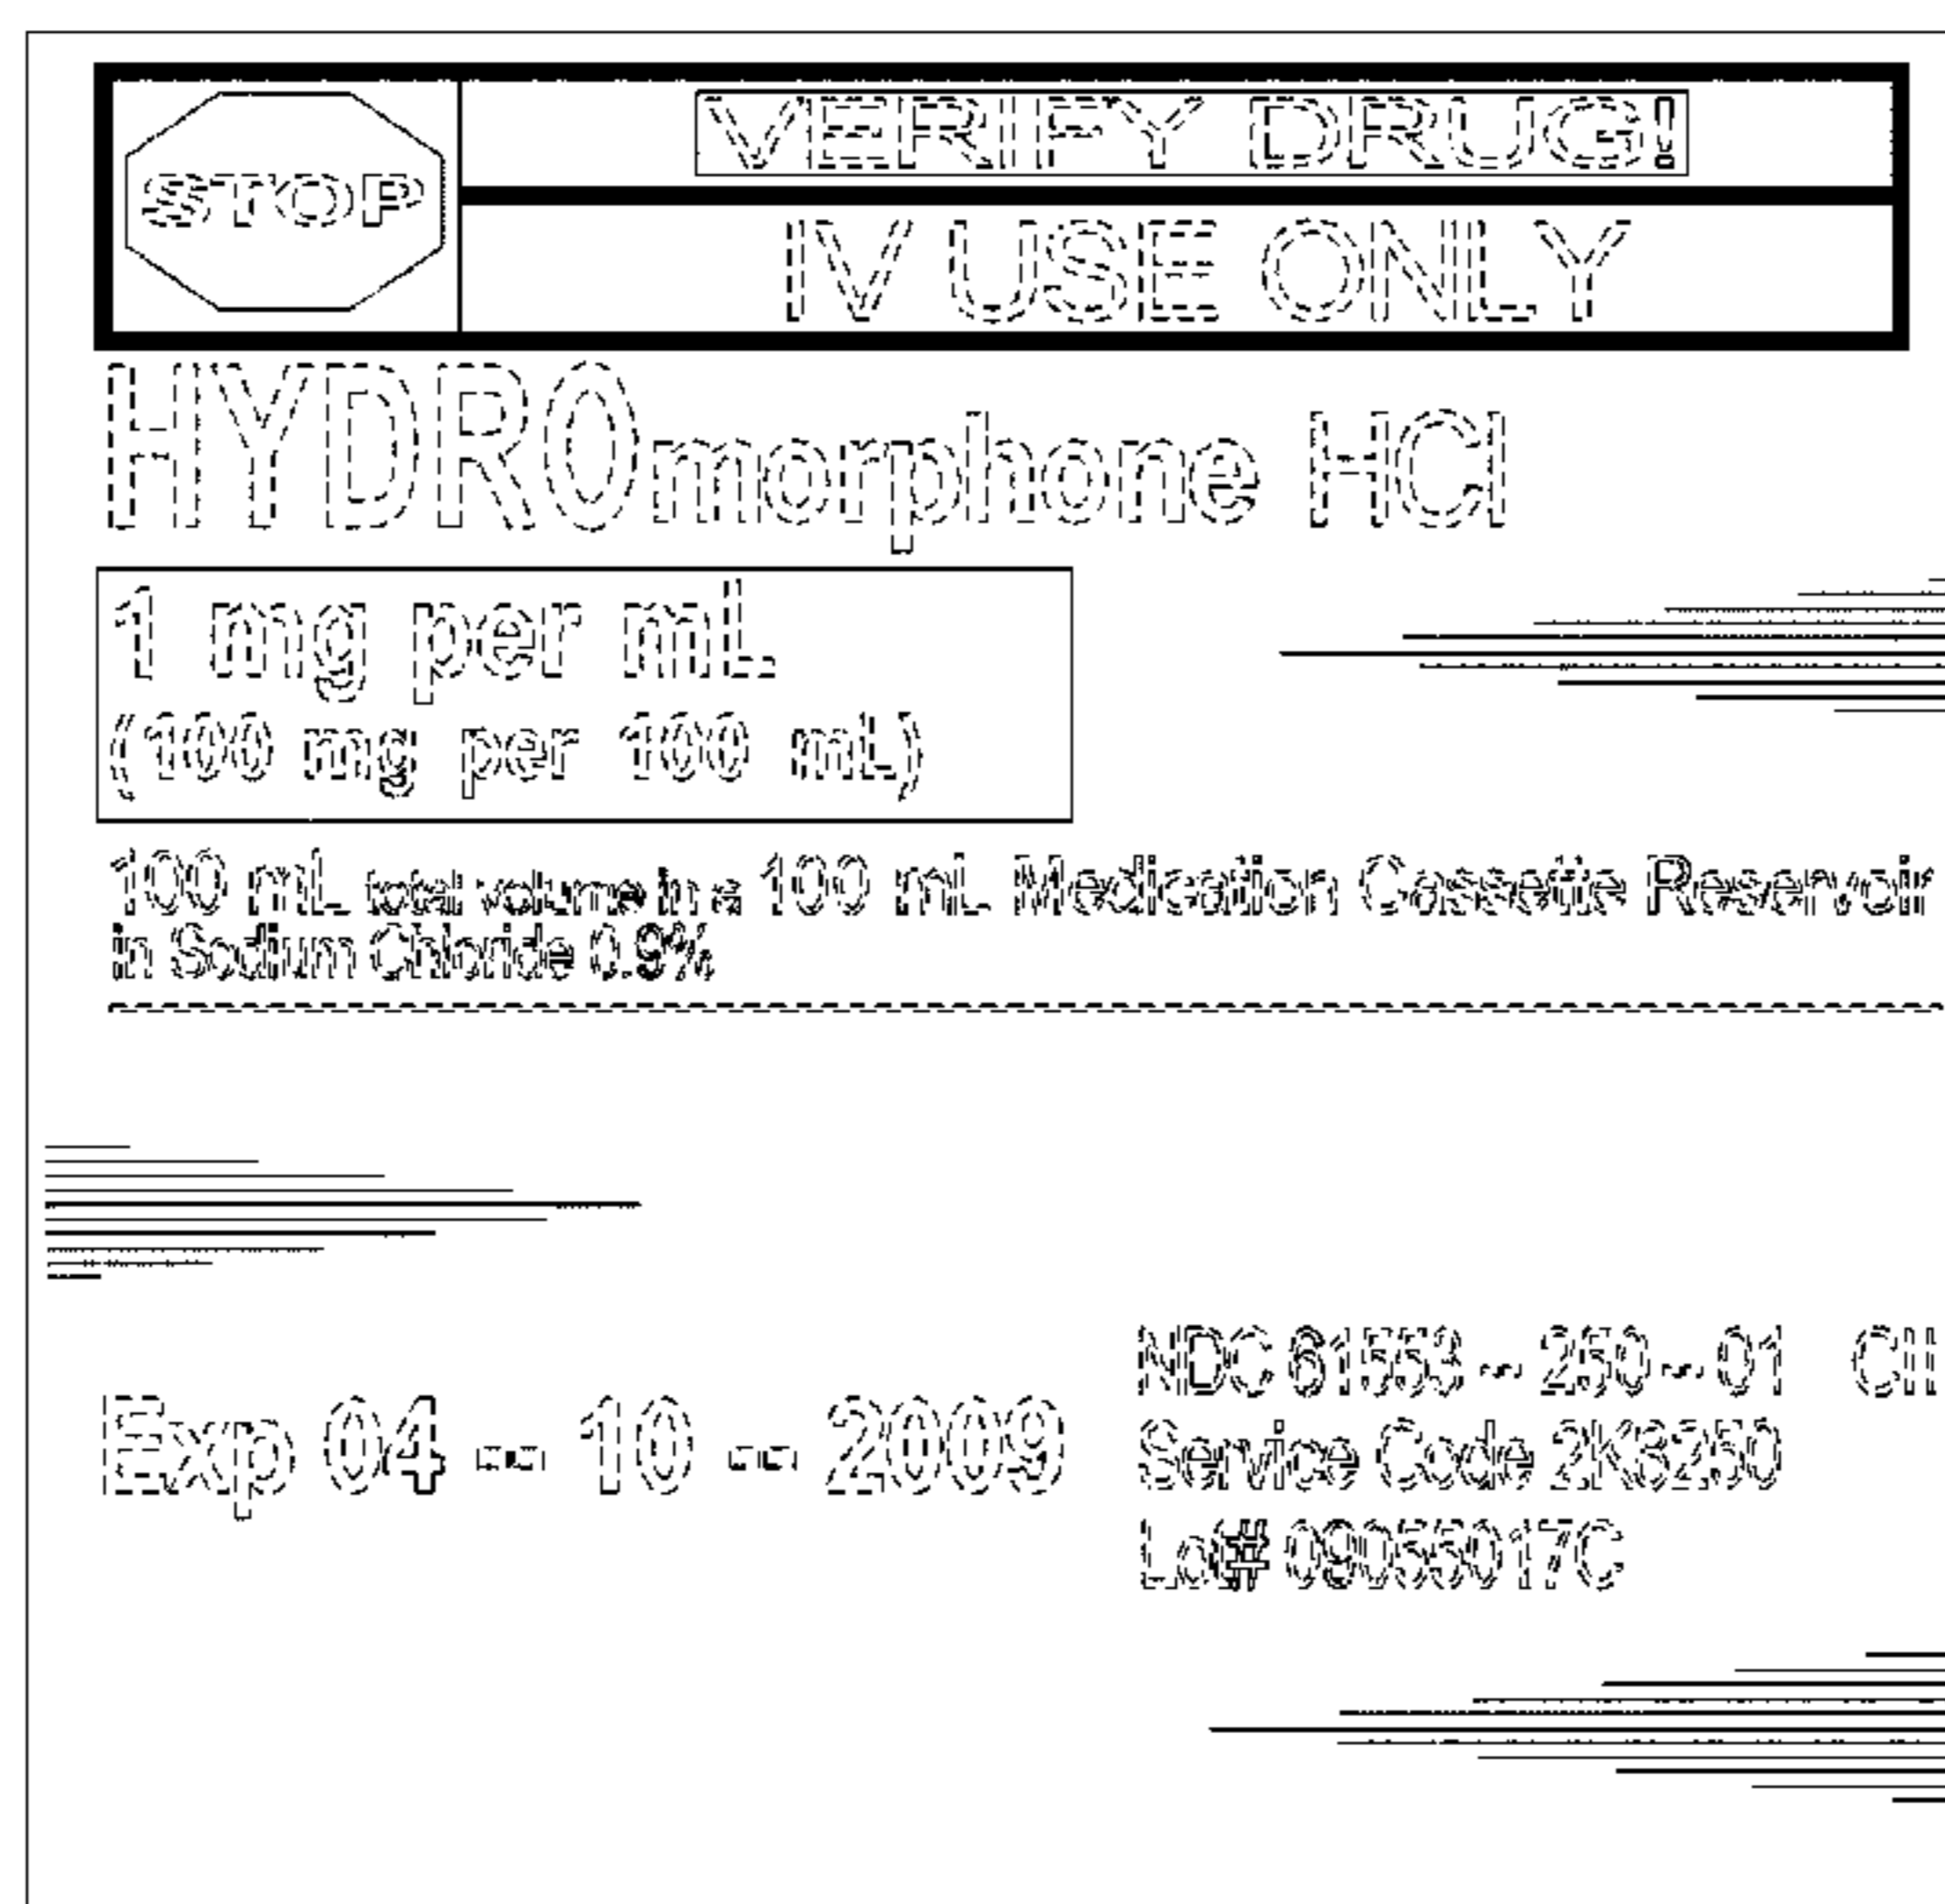 STOP
VERIFY DRUG!
IV USE ONLY
HYDROmorphone HCl
1 mg per mL
(100 mg per 100 mL)
100 mL total volume in a 100 mL Medication Cassette Reservoir
in Sodium Chloride 0.9%
NDC 61553-250-01 CII
Exp 04-10-2009
Service Code 2K8250
Lot# 09055017C